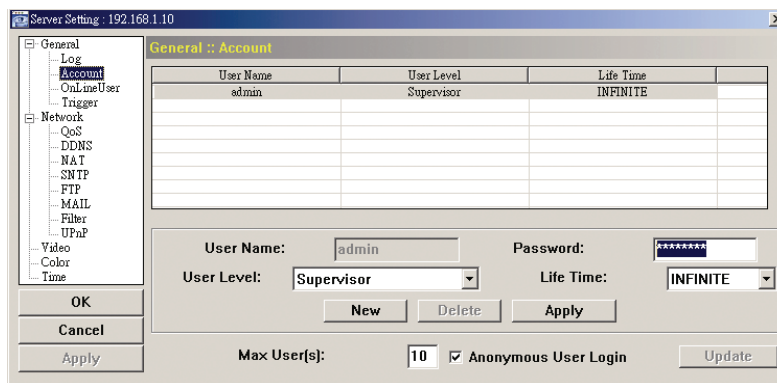 Server Setting : 192.168.1.10
General
Log
Account
OnLineUser
Trigger
Network
QoS
DDNS
NAT
SNTP
FTP
MAIL
Filter
UPnP
Video
Color
Time
OK
Cancel
Apply
General :: Account
User Name User Level Life Time
admin Supervisor INFINITE
User Name: admin Password: ********
User Level: Supervisor Life Time: INFINITE
New Delete Apply
Max User(s): 10 Anonymous User Login Update